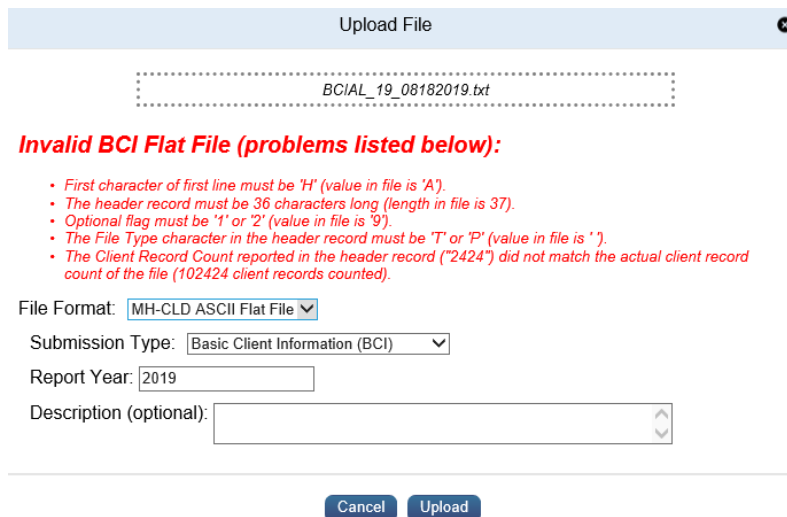 Upload File
BCIAL_19_08182019.txt
Invalid BCI Flat File (problems listed below):
• First character of first line must be 'H' (value in file is 'A').
• The header record must be 36 characters long (length in file is 37).
• Optional flag must be '1' or '2' (value in file is '9').
• The File Type character in the header record must be 'T' or 'P' (value in file is ' ').
• The Client Record Count reported in the header record ("2424") did not match the actual client record
count of the file (102424 client records counted).
File Format: MH-CLD ASCII Flat File
Submission Type: Basic Client Information (BCI)
Report Year: 2019
Description (optional):
Cancel Upload